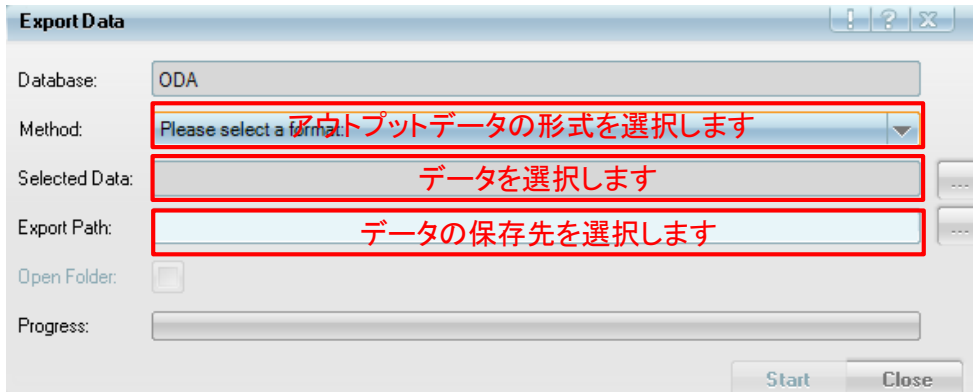 Export Data
Database: ODA
Method: Please select a format: アウトプットデータの形式を選択します
Selected Data: データを選択します ...
Export Path: データの保存先を選択します ...
Open Folder:
Progress:
Start Close